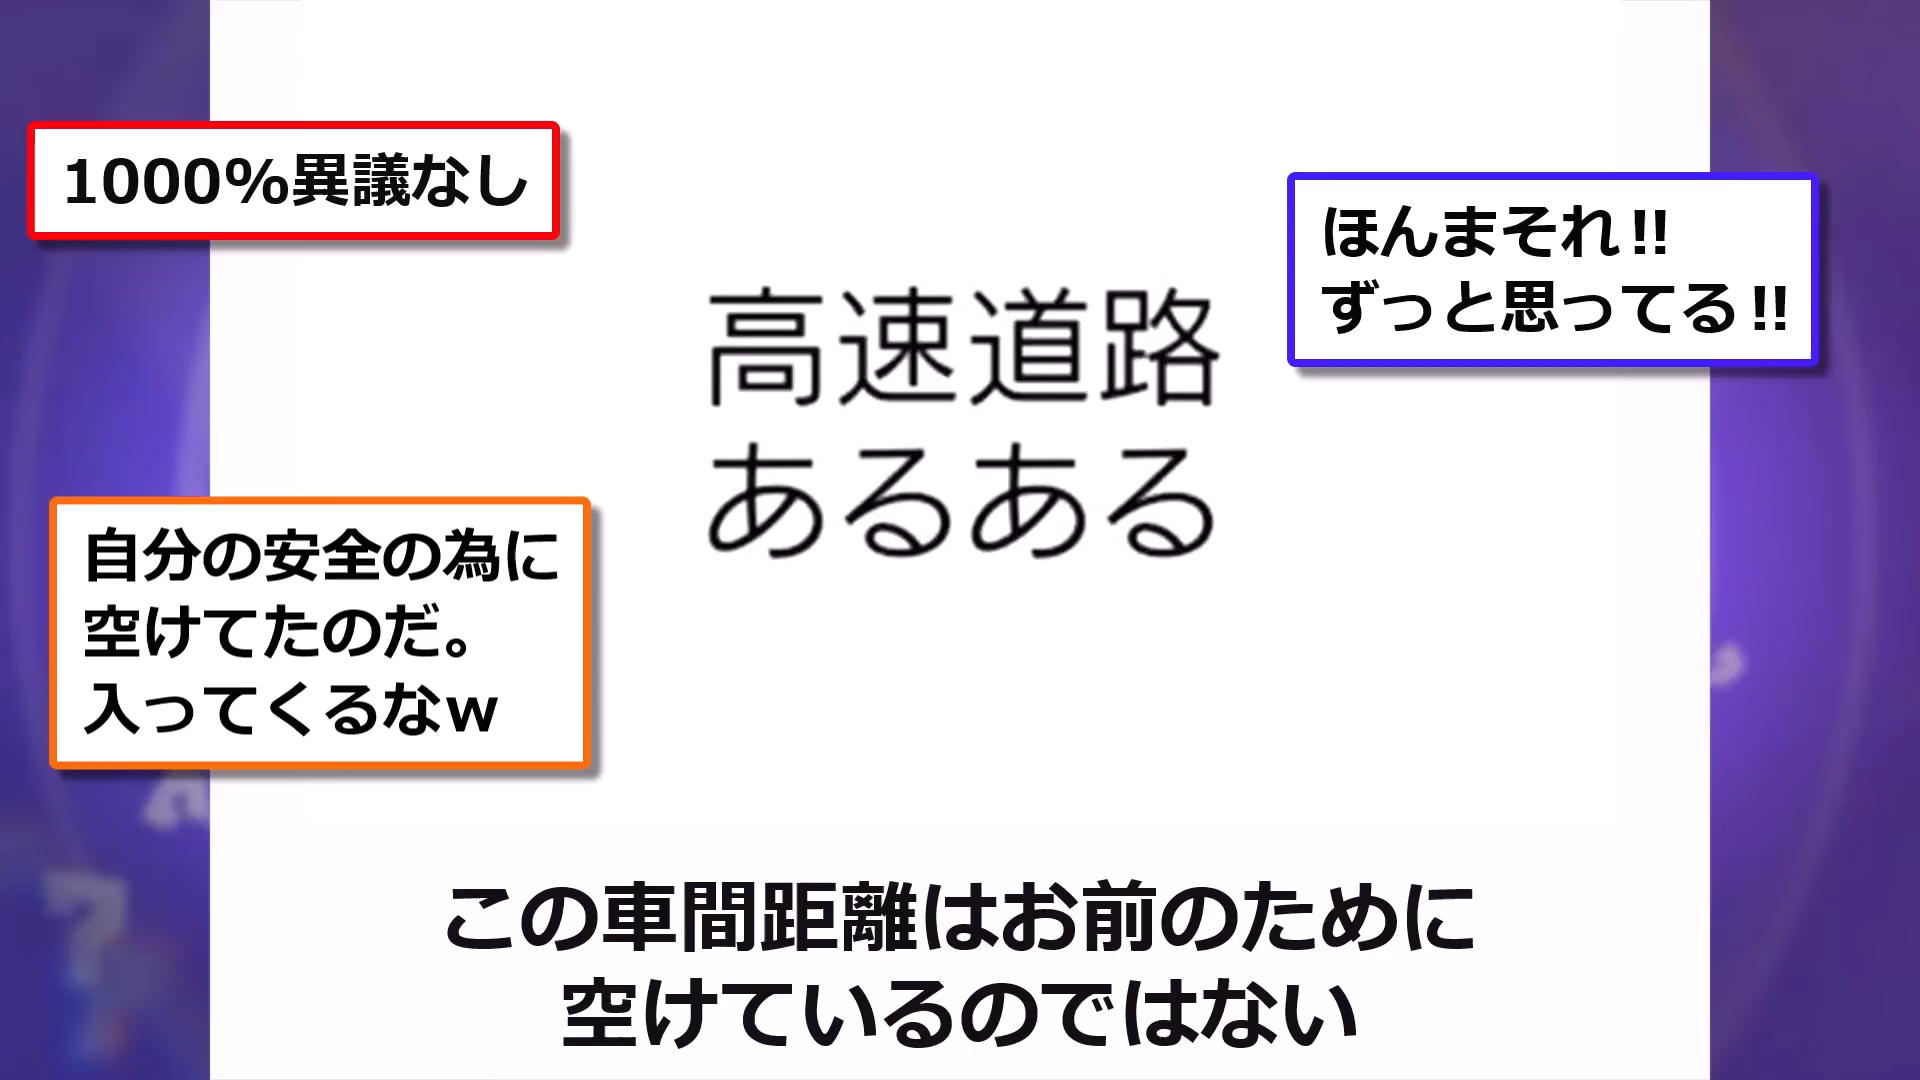 1000%異議なし
ほんまそれ!!
ずっと思ってる!!
高速道路
あるある
自分の安全の為に
空けてたのだ。
入ってくるなw
この車間距離はお前のために
空けているのではない